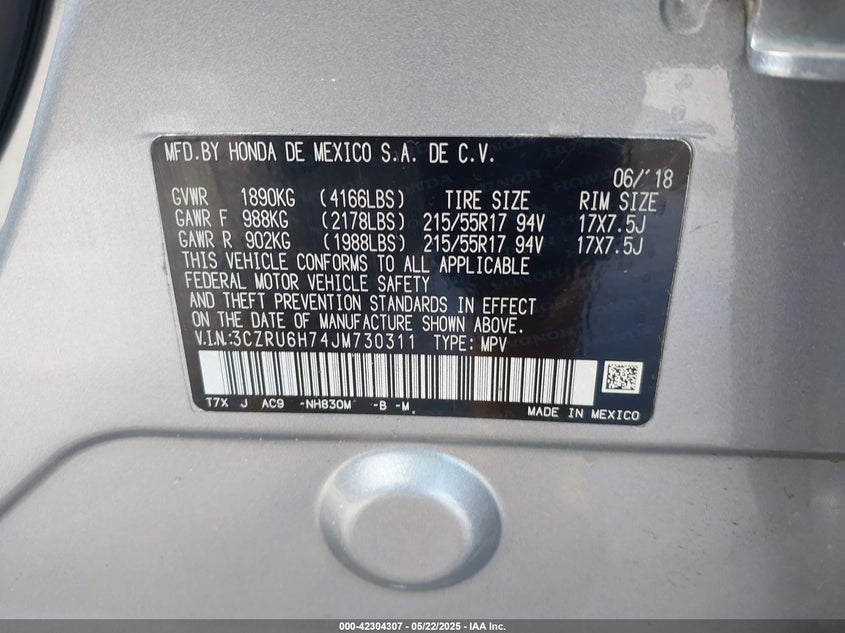 MFD.BY HONDA DE MEXICO S.A. DE C.V.
06/'18
GVWR 1890KG (4166LBS) TIRE SIZE RIM SIZE
GAWR F 988KG (2178LBS) 215/55R17 94V 17X7.5J
GAWR R 902KG (1988LBS) 215/55R17 94V 17X7.5J
THIS VEHICLE CONFORMS TO ALL APPLICABLE
FEDERAL MOTOR VEHICLE SAFETY
AND THEFT PREVENTION STANDARDS IN EFFECT
ON THE DATE OF MANUFACTURE SHOWN ABOVE.
V.I.N:3CZRU6H74JM730311 TYPE: MPV
T7X J AC9 -NH830M -B -M.
MADE IN MEXICO
000-42304307 - 05/22/2025 - IAA Inc.